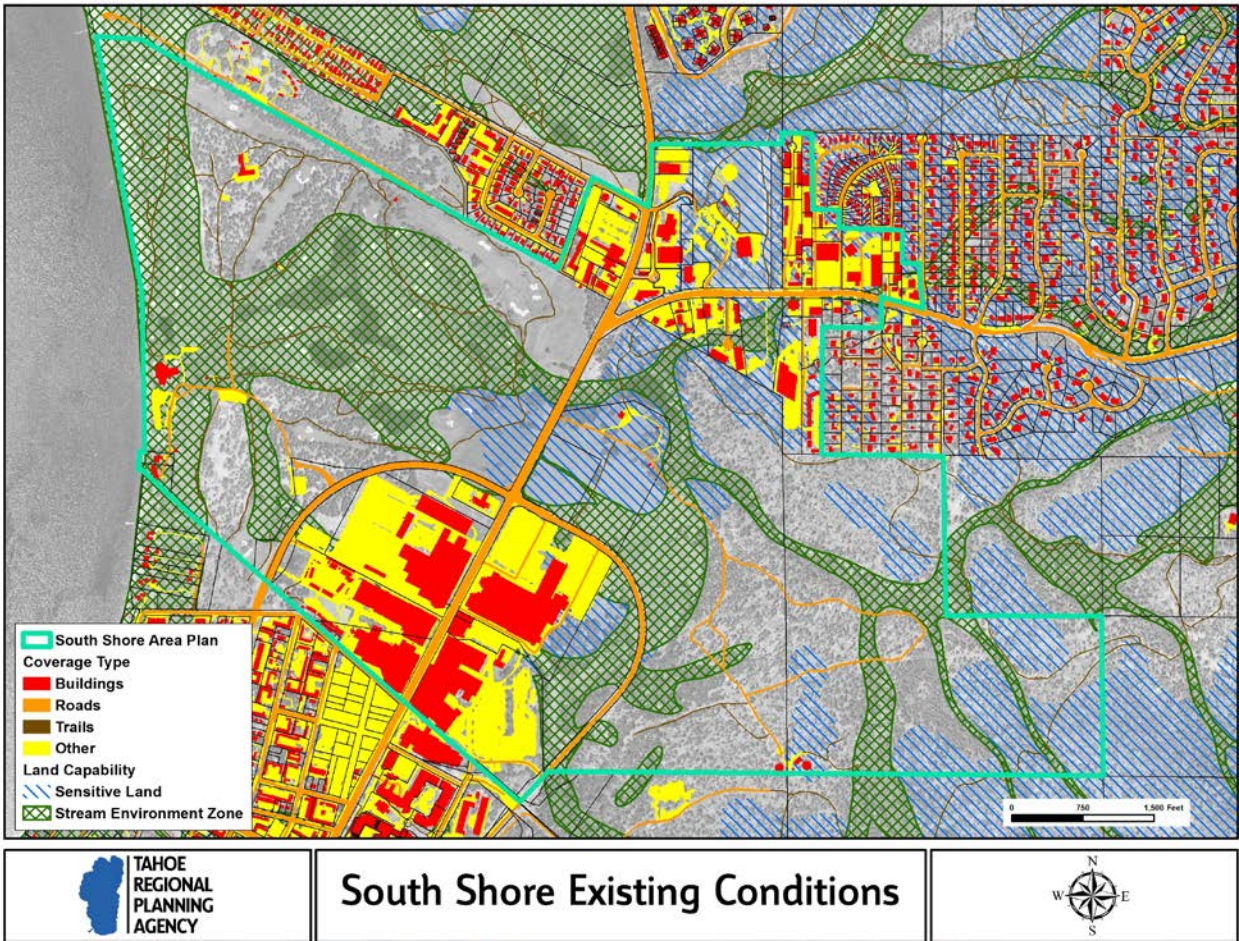 South Shore Area Plan
Coverage Type
Buildings
Roads
Trails
Other
Land Capability
Sensitive Land
Stream Environment Zone
0 750 1,500 Feet
TAHOE
REGIONAL
PLANNING
AGENCY
South Shore Existing Conditions
N
W E
S